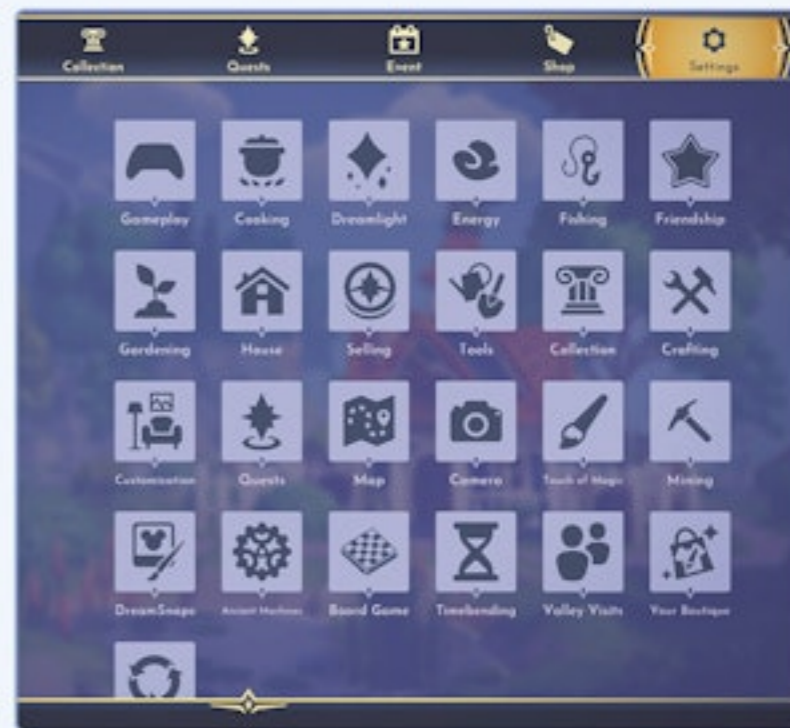 Collection Quests Event Shop Settings
Gameplay Cooking Dreamlight Energy Fishing Friendship
Gardening House Selling Tools Collection Crafting
Customization Quests Map Camera Touch of Magic Mining
DreamSnaps Ancient Machines Board Game Timebending Valley Visits Your Boutique